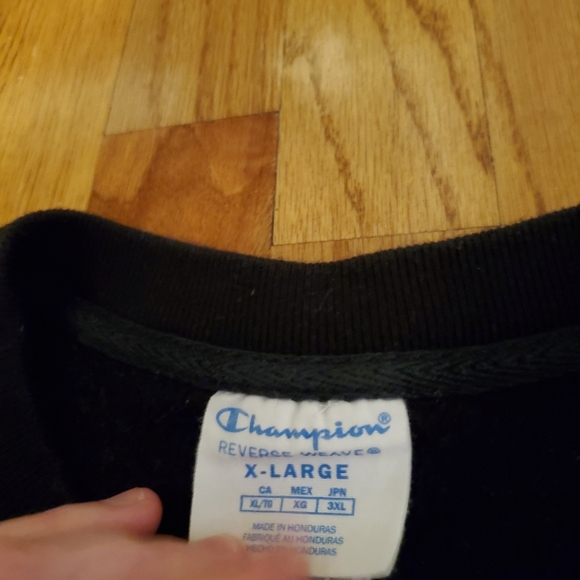 Champion®
REVERSE WEAVE®
X-LARGE
CA MEX JPN
XL/TG XG 3XL
MADE IN HONDURAS
FABRIQUÉ AU HONDURAS
HECHO EN HONDURAS